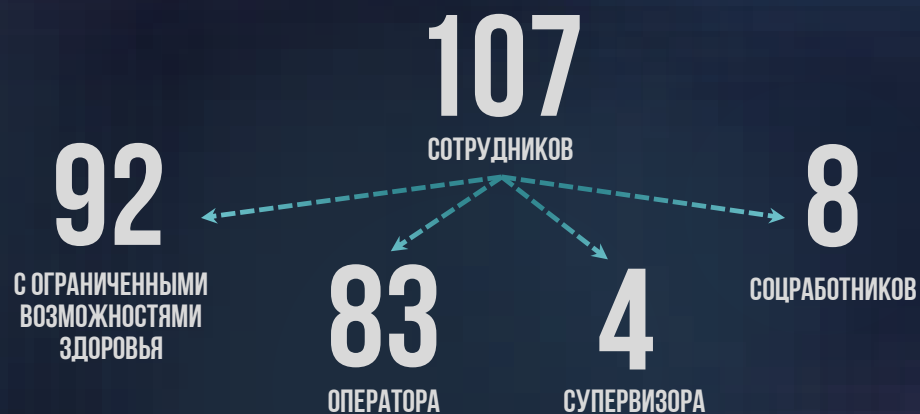 107
СОТРУДНИКОВ
92
С ОГРАНИЧЕННЫМИ
ВОЗМОЖНОСТЯМИ
ЗДОРОВЬЯ
83
ОПЕРАТОРА
4
СУПЕРВИЗОРА
8
СОЦРАБОТНИКОВ